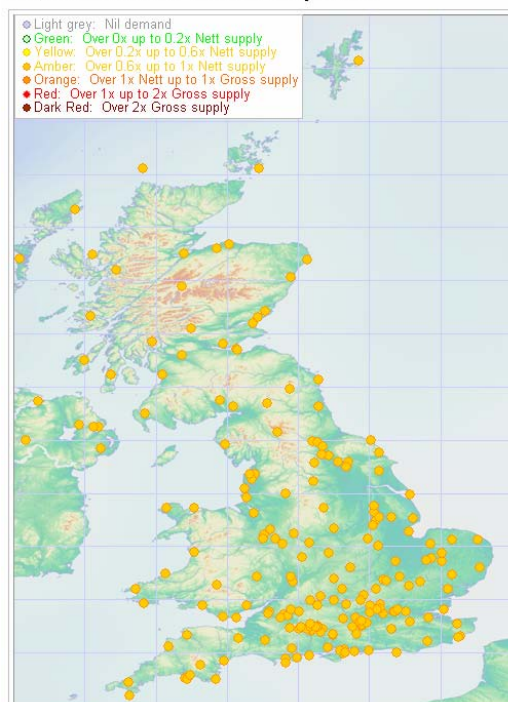 Light grey: Nil demand
Green: Over 0x up to 0.2x Nett supply
Yellow: Over 0.2x up to 0.6x Nett supply
Amber: Over 0.6x up to 1x Nett supply
Orange: Over 1x Nett up to 1x Gross supply
Red: Over 1x up to 2x Gross supply
Dark Red: Over 2x Gross supply